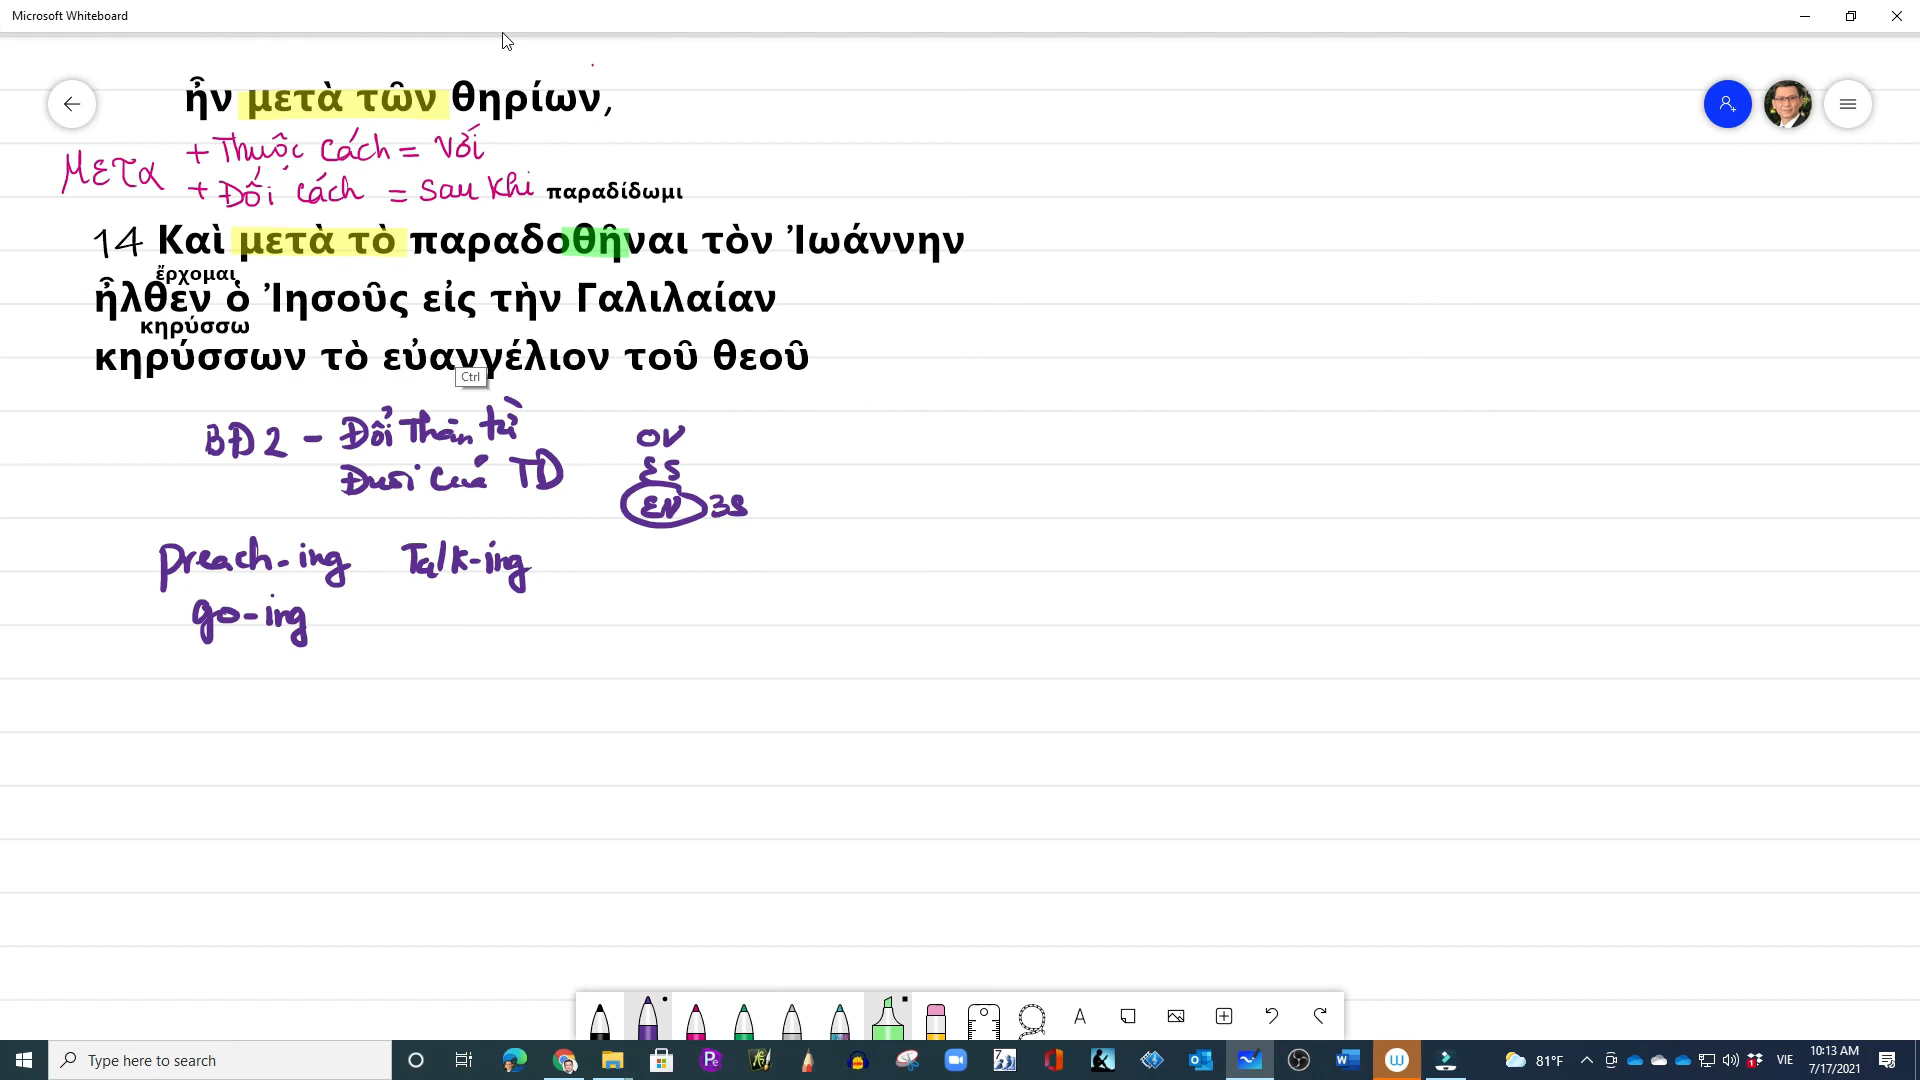 Microsoft Whiteboard
ἦν μετὰ τῶν θηρίων,
μετα + Thuộc cách = Với
+ Đối cách = Sau khi παραδίδωμι
14 Καὶ μετὰ τὸ παραδοθῆναι τὸν Ἰωάννην
ἔρχομαι
ἦλθεν ὁ Ἰησοῦς εἰς τὴν Γαλιλαίαν
κηρύσσω
κηρύσσων τὸ εὐαγγέλιον τοῦ θεοῦ
Ctrl
BĐ2 - Đổi Thân từ
Đuôi của TD
ον
ες
εν 3S
Preach-ing Talk-ing
go-ing
Type here to search
81°F
VIE
10:13 AM
7/17/2021